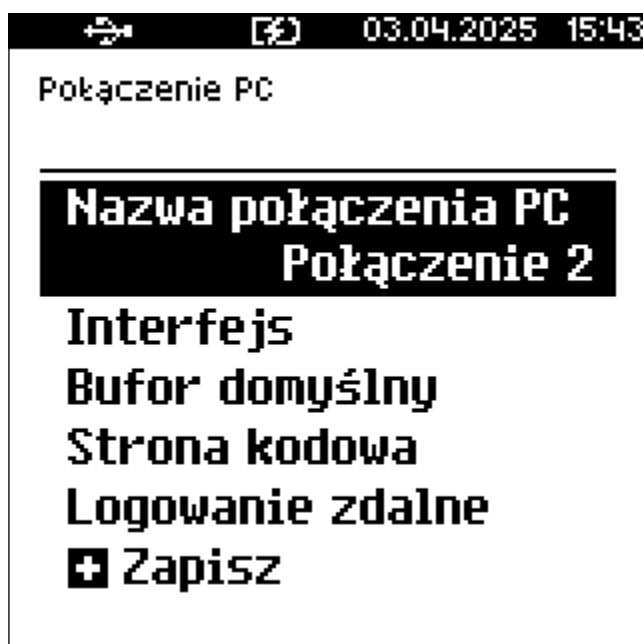 03.04.2025 15:43
Połączenie PC
Nazwa połączenia PC
Połączenie 2
Interfejs
Bufor domyślny
Strona kodowa
Logowanie zdalne
Zapisz